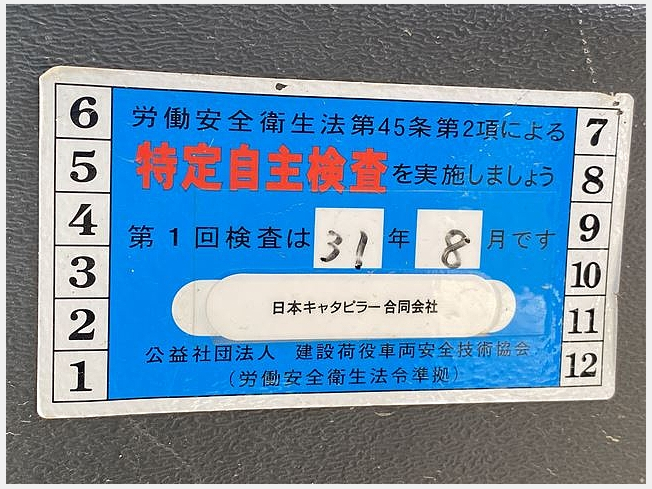 6
5
4
3
2
1
労働安全衛生法第45条第2項による
特定自主検査を実施しましょう
第1回検査は31年8月です
日本キャタピラー合同会社
公益社団法人 建設荷役車両安全技術協会
(労働安全衛生法令準拠)
7
8
9
10
11
12